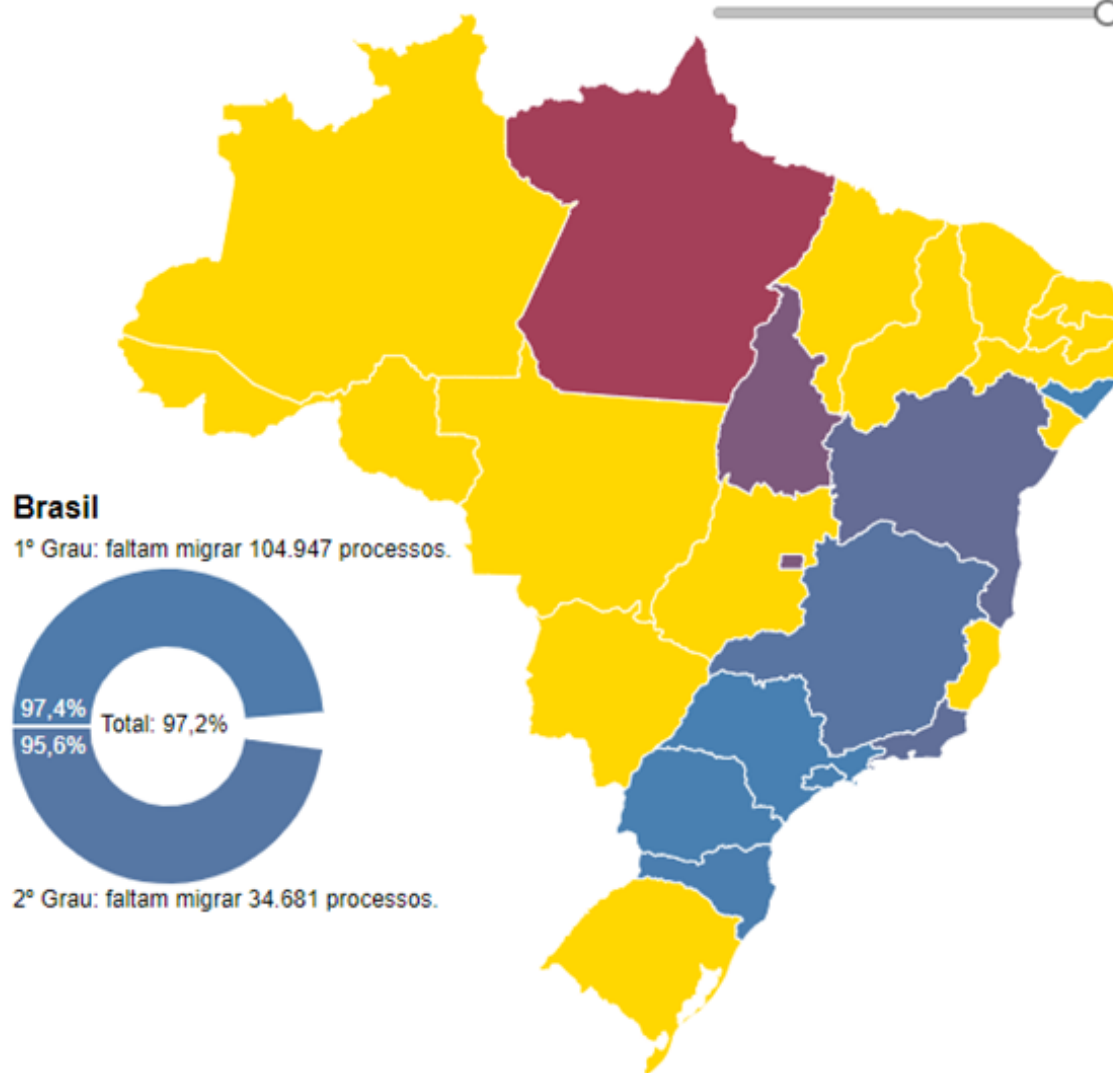 Brasil
1º Grau: faltam migrar 104.947 processos.
97,4%
Total: 97,2%
95,6%
2º Grau: faltam migrar 34.681 processos.